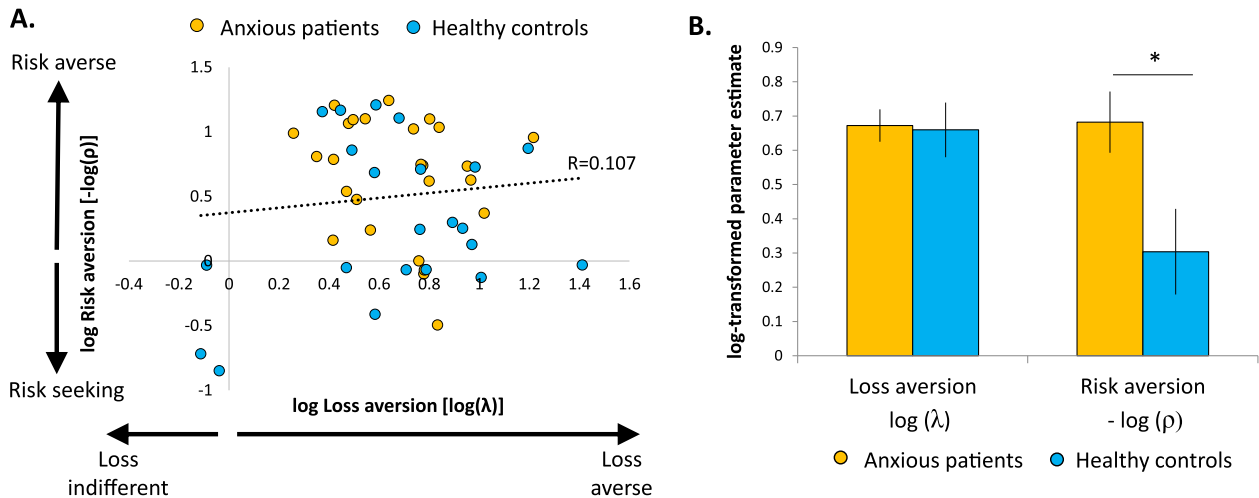 A.
Anxious patients
Healthy controls
Risk averse
Risk seeking
log Risk aversion [-log(ρ)]
1.5
1
0.5
0
-0.5
-1
-0.4 -0.2 0 0.2 0.4 0.6 0.8 1 1.2 1.4 1.6
R=0.107
log Loss aversion [log(λ)]
Loss
indifferent
Loss
averse
B.
log-transformed parameter estimate
0.9
0.8
0.7
0.6
0.5
0.4
0.3
0.2
0.1
0
*
Loss aversion
log (λ)
Risk aversion
- log (ρ)
Anxious patients
Healthy controls